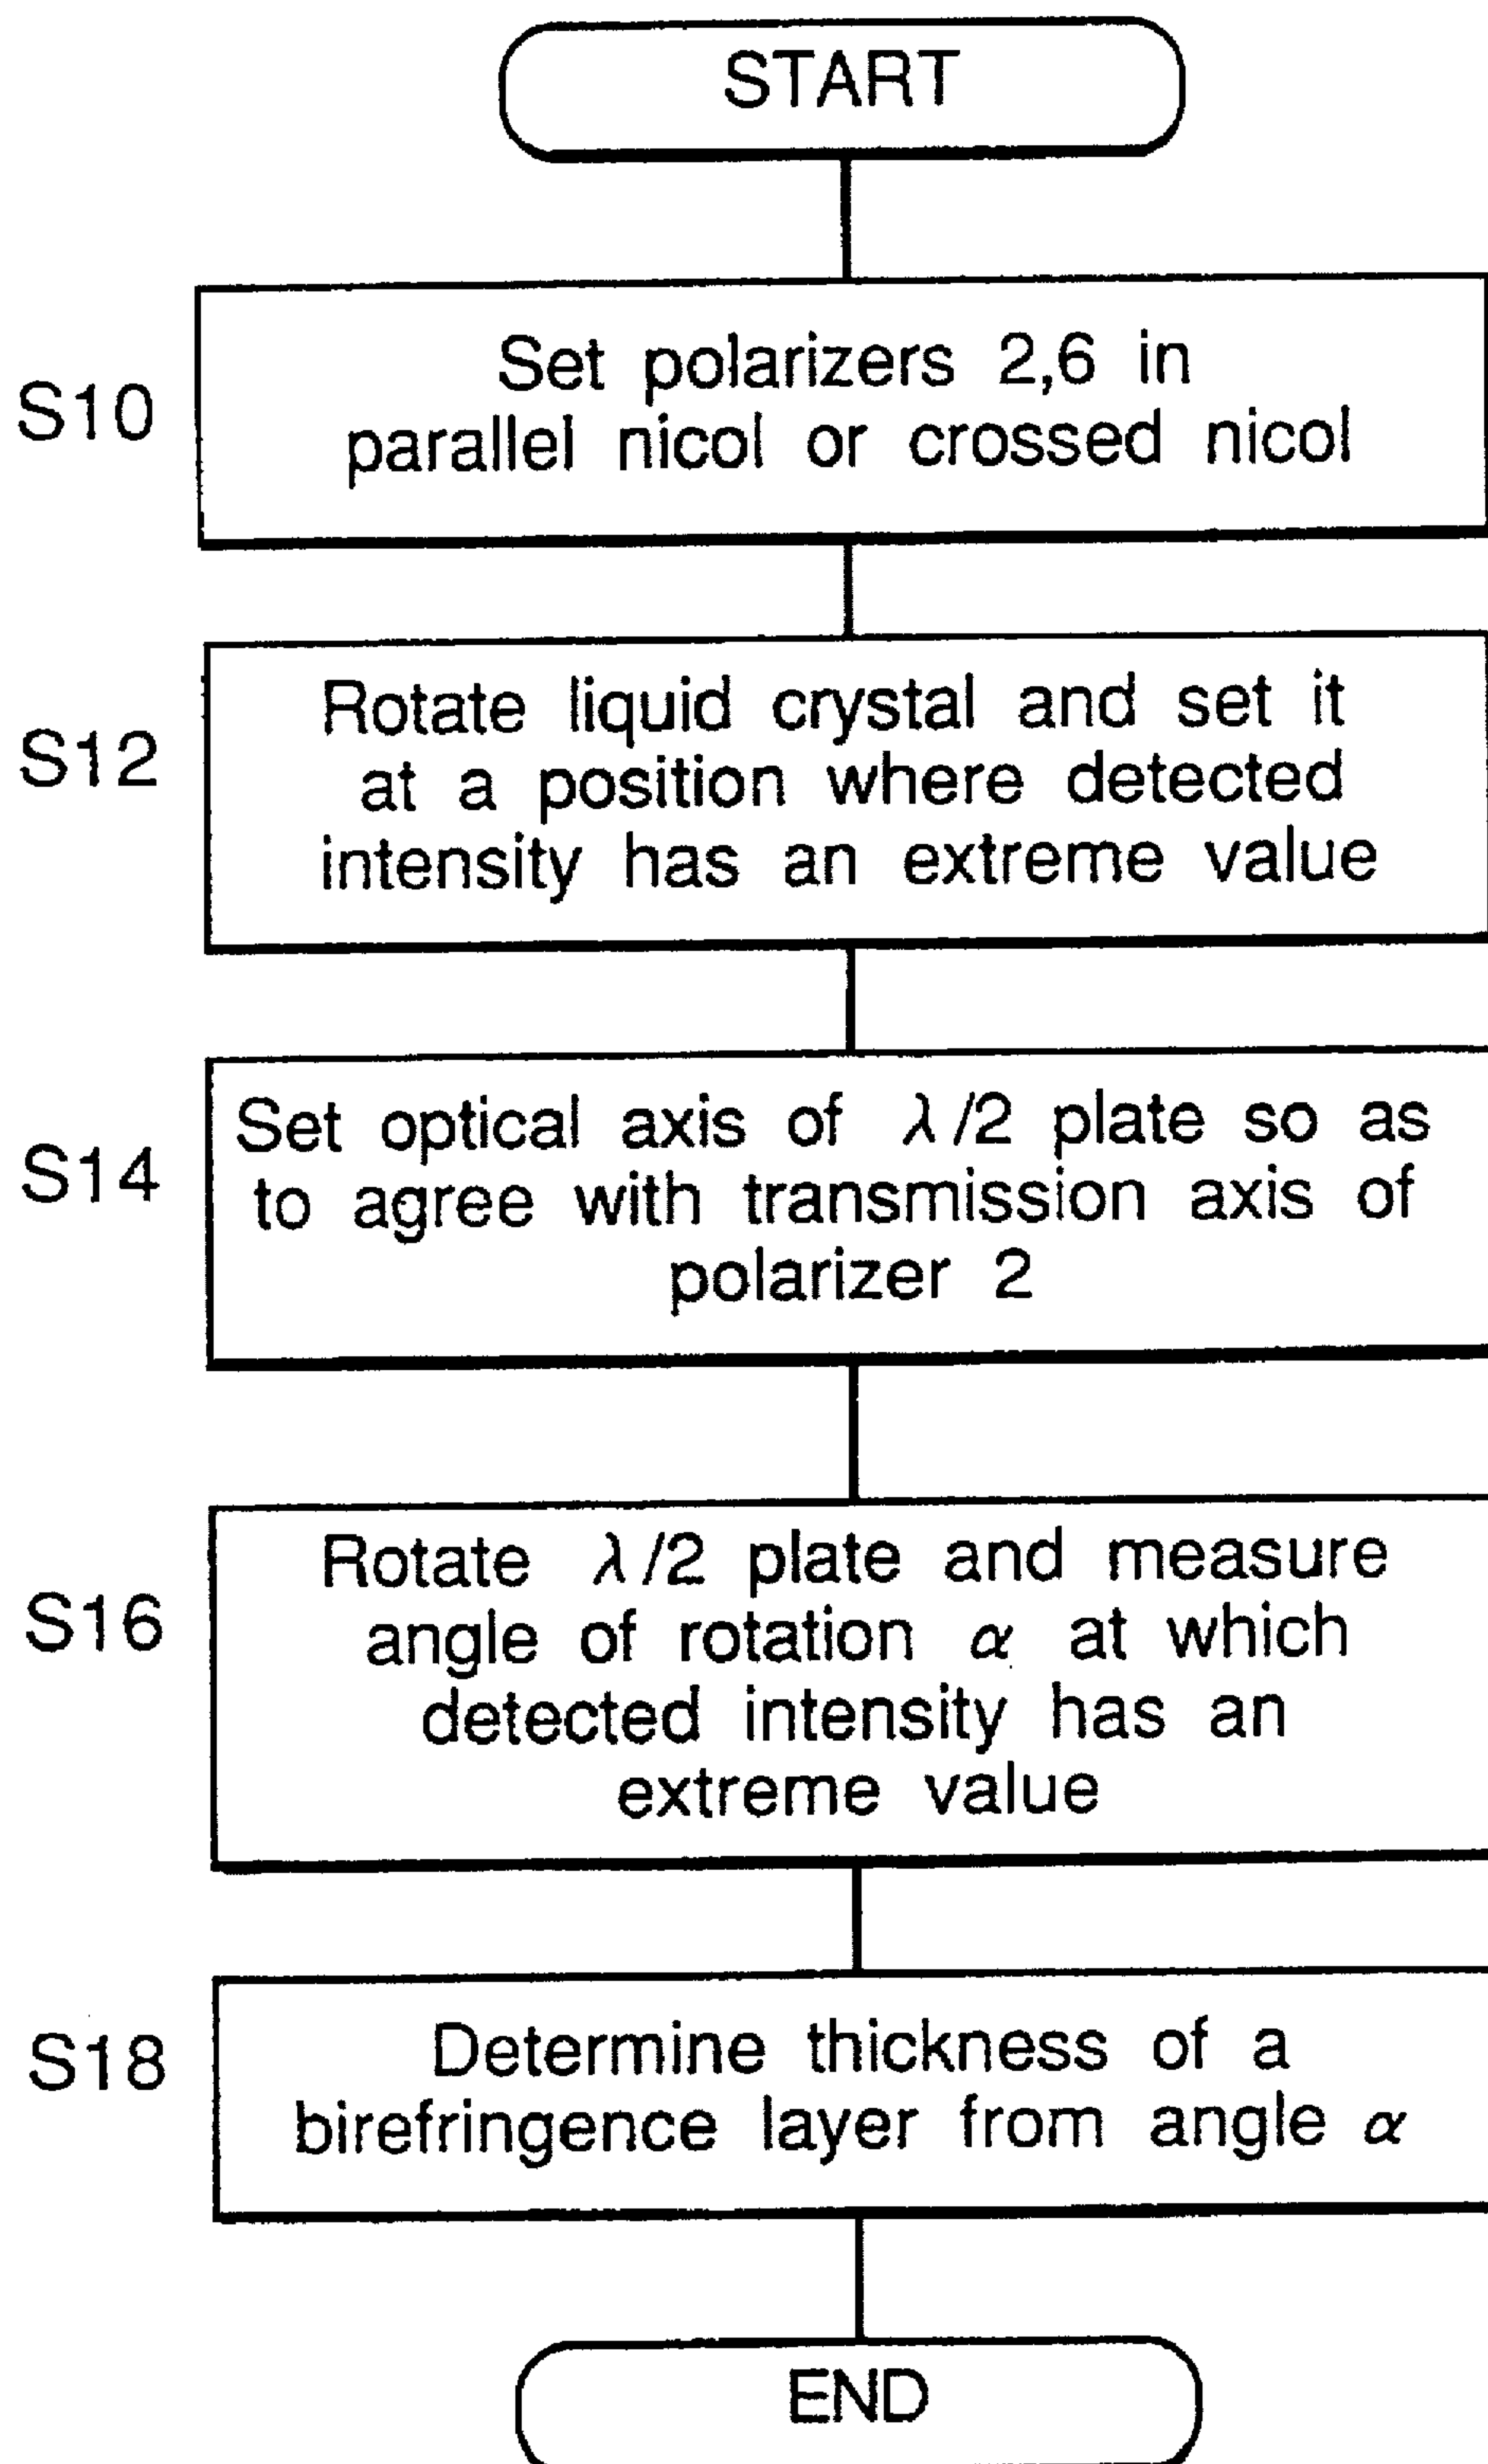 START
S10
Set polarizers 2,6 in
parallel nicol or crossed nicol
S12
Rotate liquid crystal and set it
at a position where detected
intensity has an extreme value
S14
Set optical axis of λ/2 plate so as
to agree with transmission axis of
polarizer 2
S16
Rotate λ/2 plate and measure
angle of rotation α at which
detected intensity has an
extreme value
S18
Determine thickness of a
birefringence layer from angle α
END